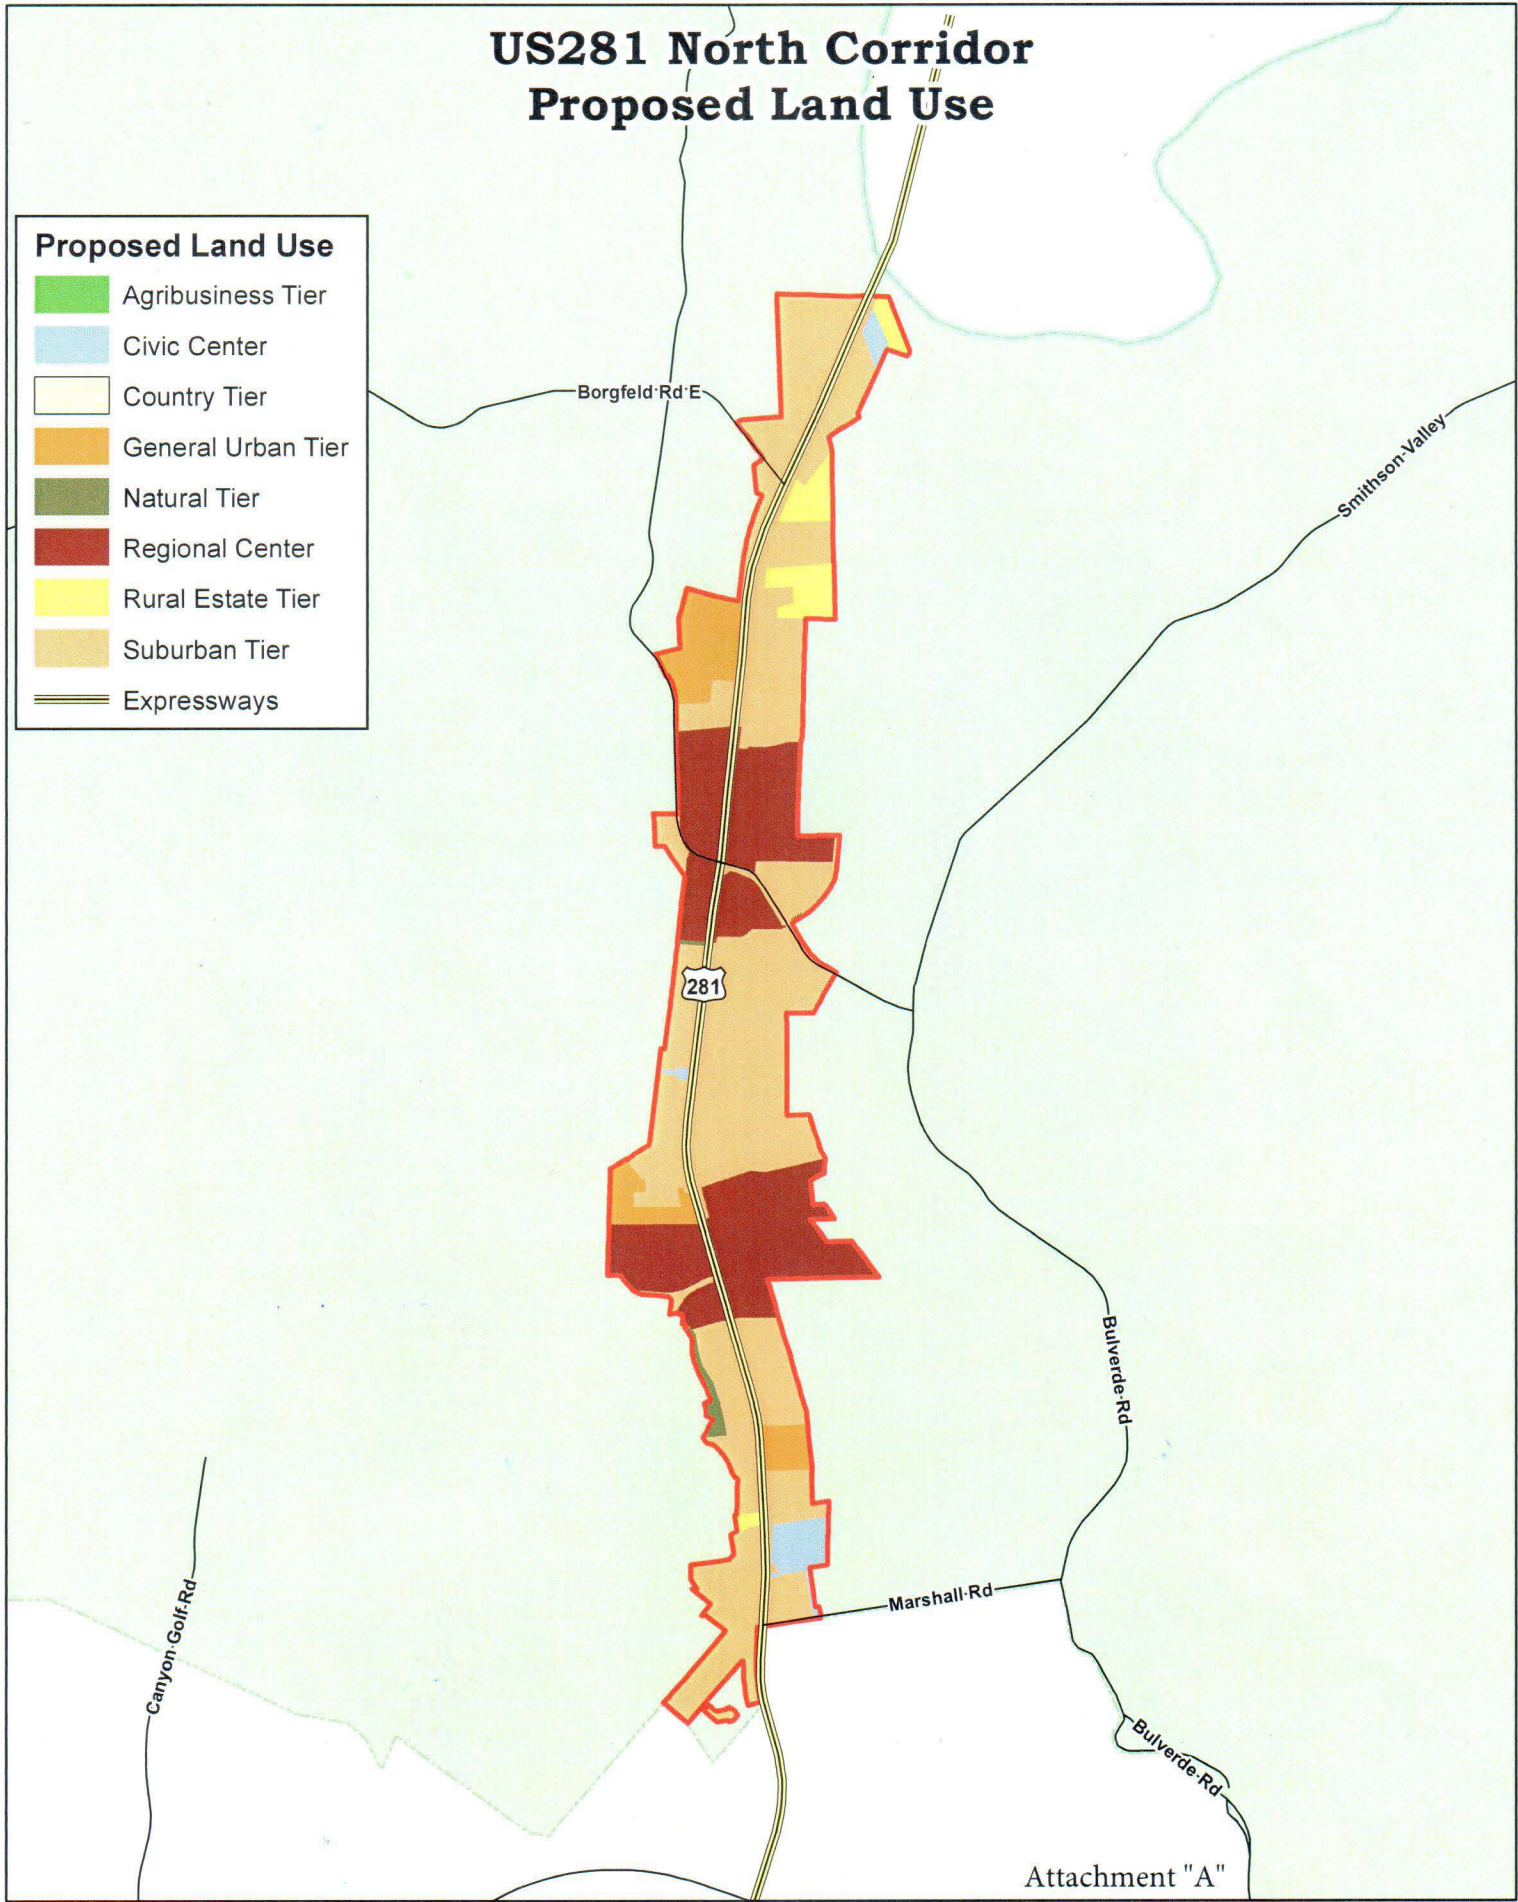 US281 North Corridor
Proposed Land Use
Proposed Land Use
Agribusiness Tier
Civic Center
Country Tier
General Urban Tier
Natural Tier
Regional Center
Rural Estate Tier
Suburban Tier
Expressways
Borgfeld Rd E
Smithson-Valley
281
Bulverde-Rd
Canyon-Golf-Rd
Marshall-Rd
Bulverde-Rd
Attachment "A"